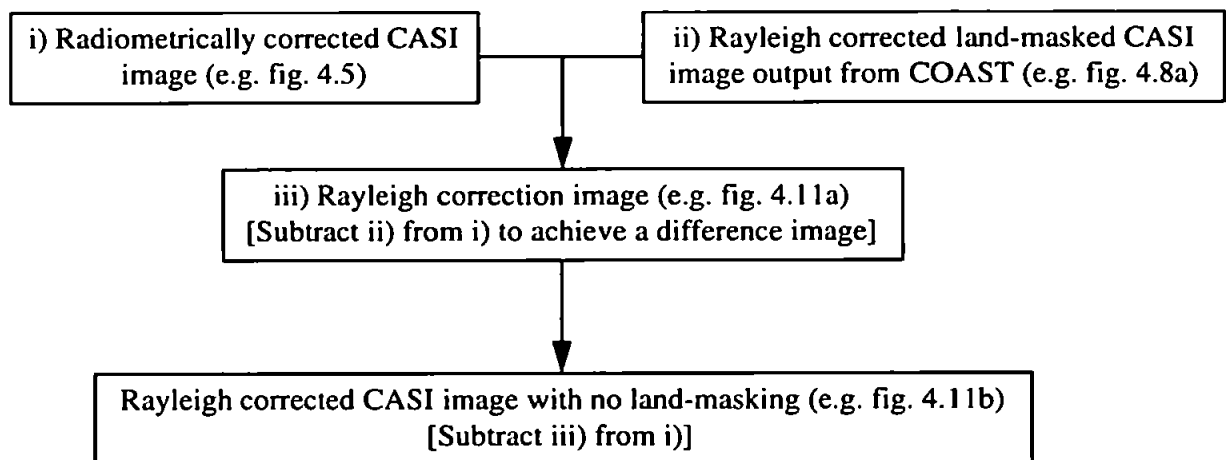 i) Radiometrically corrected CASI
image (e.g. fig. 4.5)
ii) Rayleigh corrected land-masked CASI
image output from COAST (e.g. fig. 4.8a)
iii) Rayleigh correction image (e.g. fig. 4.11a)
[Subtract ii) from i) to achieve a difference image]
Rayleigh corrected CASI image with no land-masking (e.g. fig. 4.11b)
[Subtract iii) from i)]